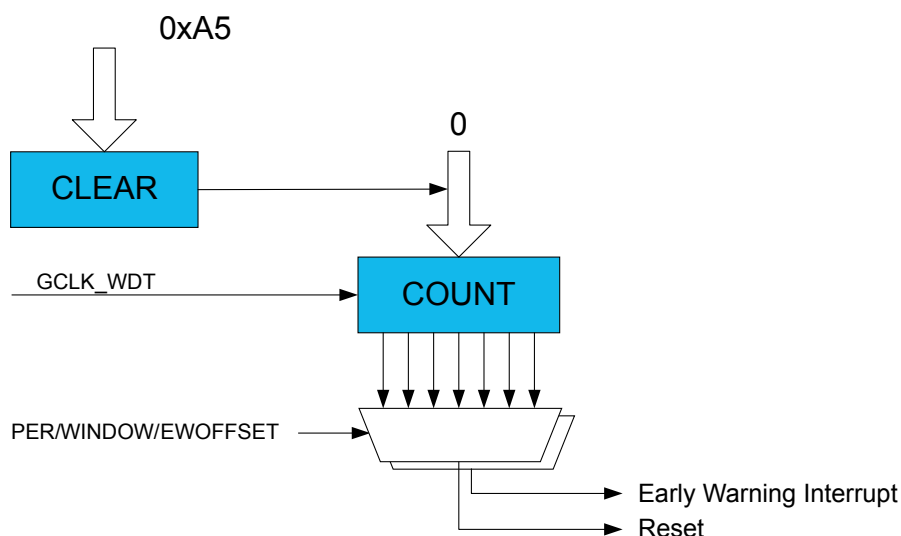 0xA5
0
CLEAR
GCLK_WDT
COUNT
PER/WINDOW/EWOFFSET
Early Warning Interrupt
Reset